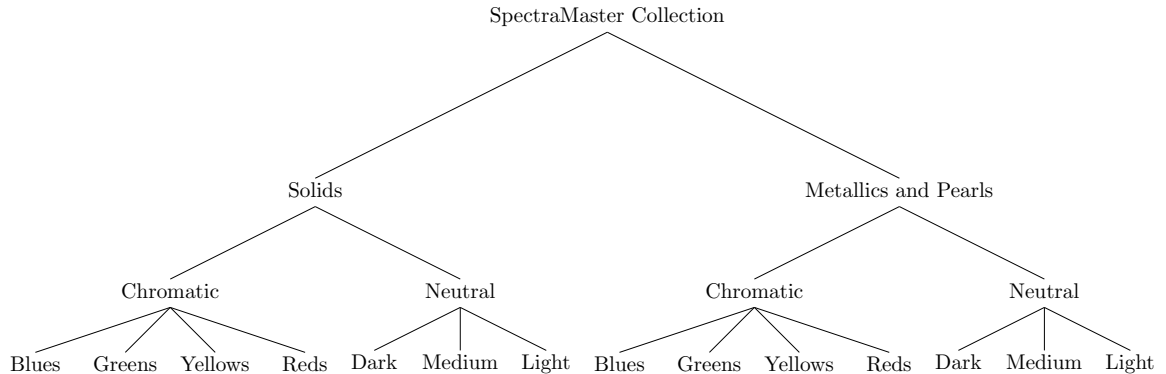 SpectraMaster Collection
Solids Metallics and Pearls
Chromatic Neutral Chromatic Neutral
Blues Greens Yellows Reds Dark Medium Light Blues Greens Yellows Reds Dark Medium Light